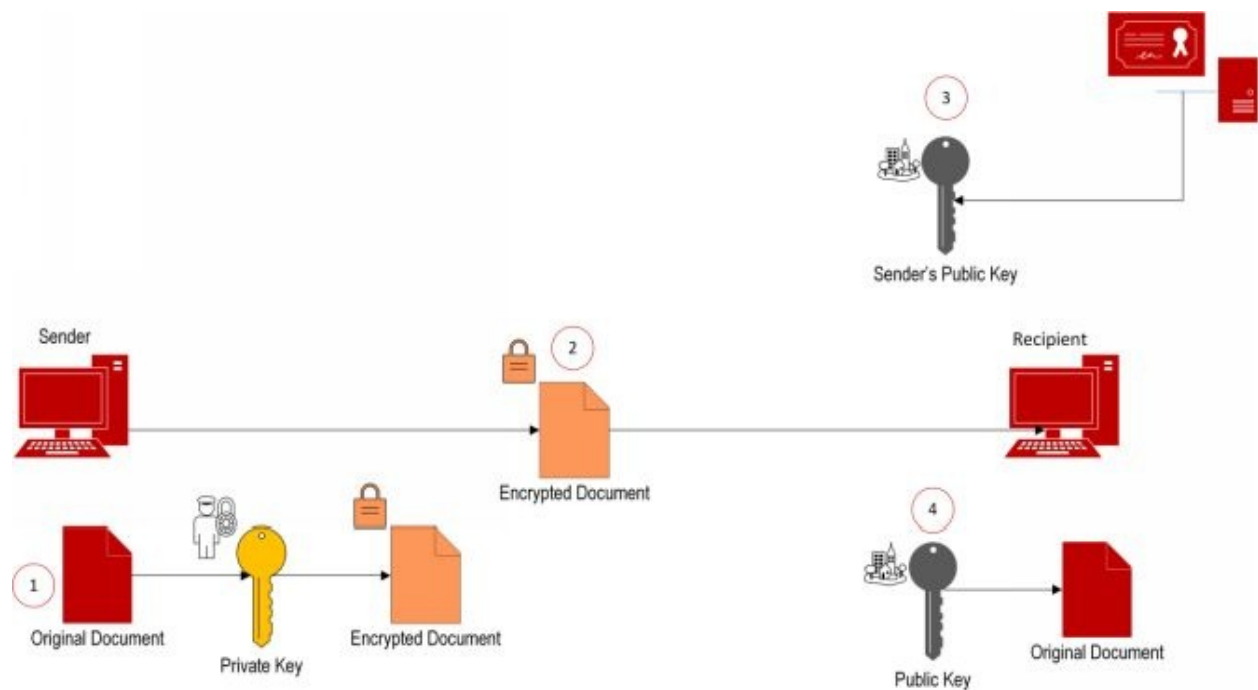 3
Sender's Public Key
Sender
2
Recipient
Encrypted Document
4
1
Original Document
Private Key
Encrypted Document
Public Key
Original Document